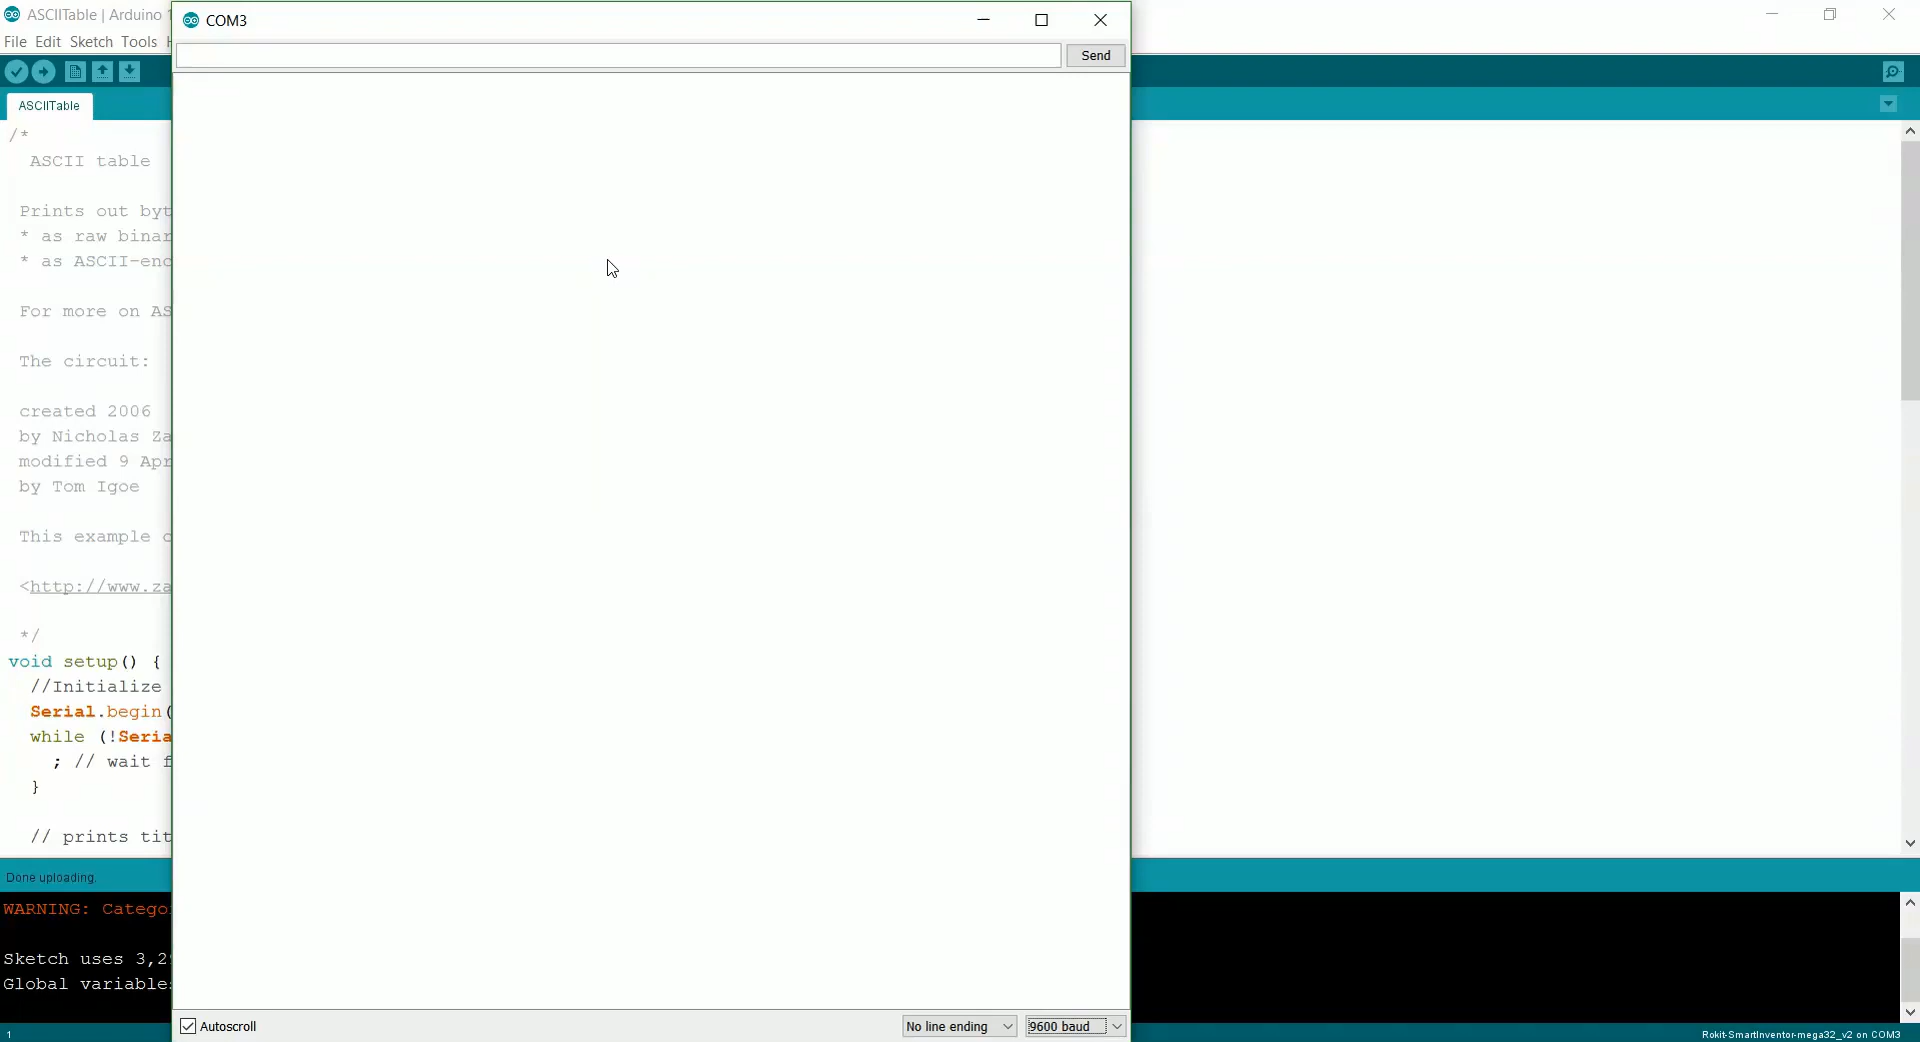 ASCIITable | Arduino 1
COM3
File Edit Sketch Tools H
Send
ASCIITable
/*
ASCII table
Prints out byt
* as raw binar
* as ASCII-enc
For more on AS
The circuit:
created 2006
by Nicholas Za
modified 9 Apr
by Tom Igoe
This example c
<http://www.za
*/
void setup() {
//Initialize
Serial.begin(
while (!Seria
; // wait f
}
// prints tit
Done uploading.
WARNING: Catego
Sketch uses 3,2
Global variable
Autoscroll
No line ending
9600 baud
1
Rokit-SmartInventor-mega32_v2 on COM3